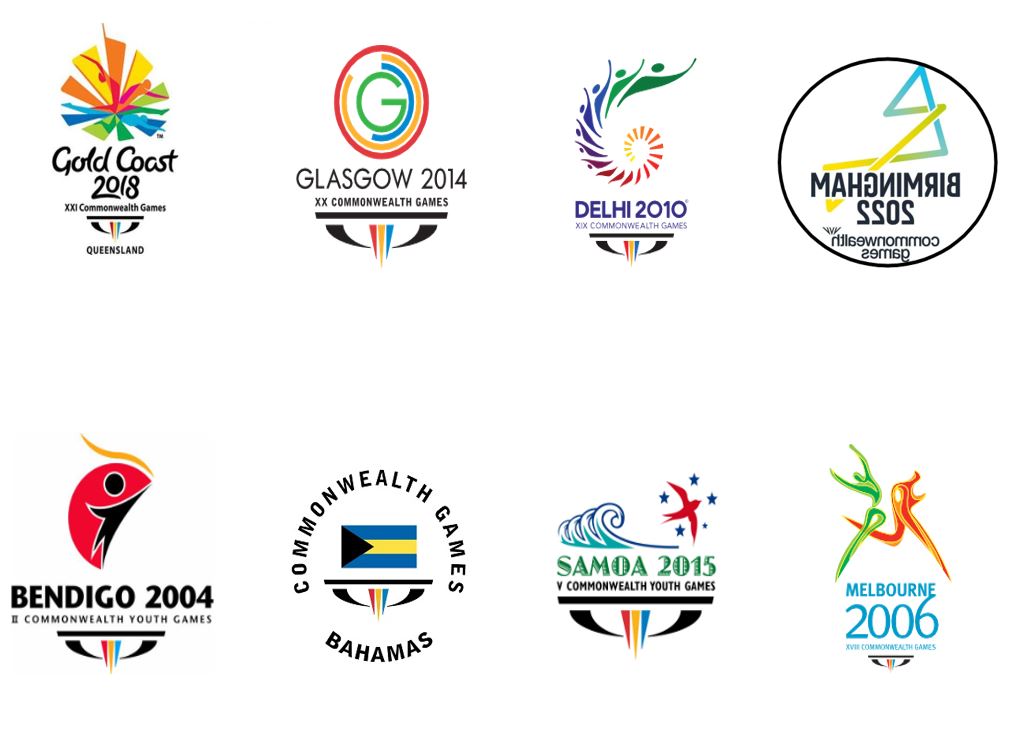 Gold Coast
2018
XXI Commonwealth Games
QUEENSLAND
TM
G
GLASGOW 2014
XX COMMONWEALTH GAMES
DELHI 2010
XIX COMMONWEALTH GAMES
BIRMINGHAM
2022
commonwealth
games
BENDIGO 2004
II COMMONWEALTH YOUTH GAMES
COMMONWEALTH GAMES
BAHAMAS
SAMOA 2015
V COMMONWEALTH YOUTH GAMES
MELBOURNE
2006
XVIII COMMONWEALTH GAMES